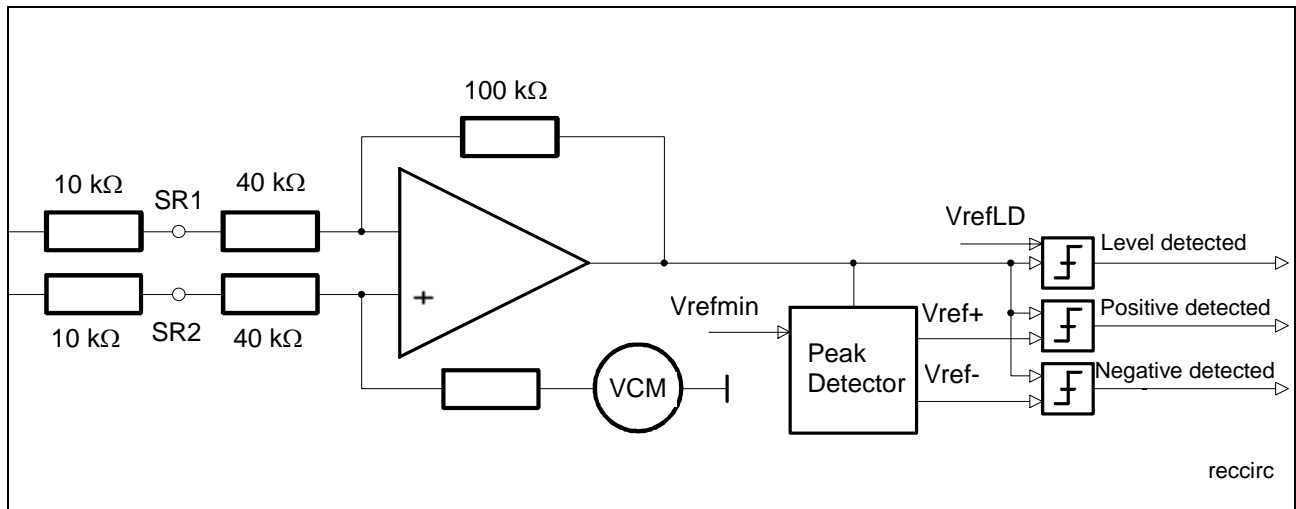 100 kΩ
10 kΩ
SR1
40 kΩ
10 kΩ
SR2
40 kΩ
+
VCM
VrefLD
Level detected
Vrefmin
Vref+
Positive detected
Peak
Detector
Vref-
Negative detected
reccirc